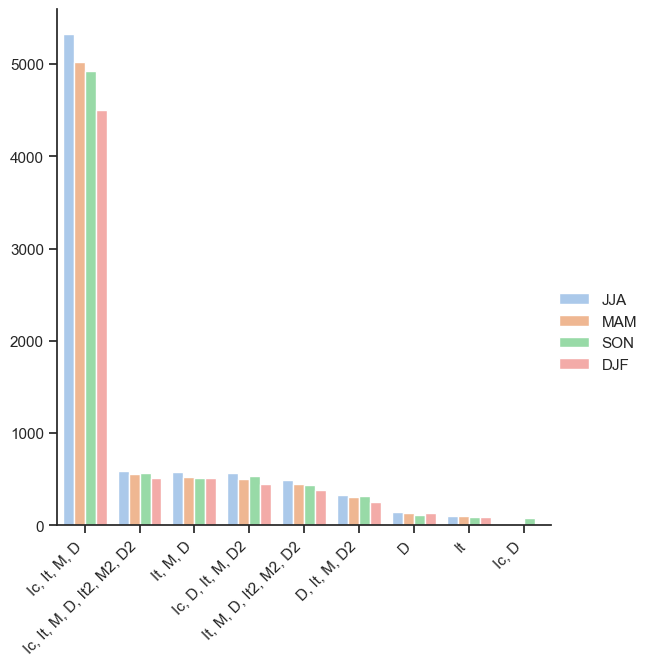 5000
4000
3000
2000
1000
0
Ic, It, M, D
Ic, It, M, D, It2, M2, D2
It, M, D
Ic, D, It, M, D2
It, M, D, It2, M2, D2
D, It, M, D2
D
It
Ic, D
JJA
MAM
SON
DJF